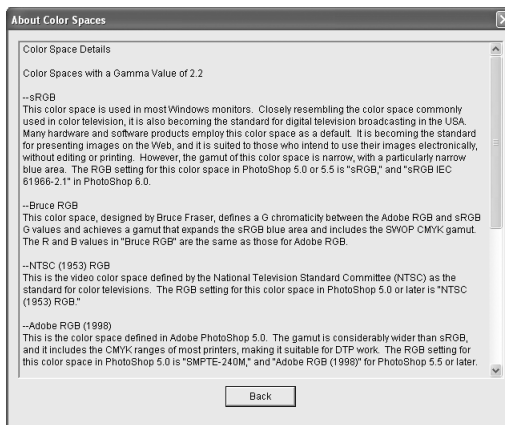 About Color Spaces
Color Space Details
Color Spaces with a Gamma Value of 2.2
--sRGB
This color space is used in most Windows monitors. Closely resembling the color space commonly
used in color television, it is also becoming the standard for digital television broadcasting in the USA.
Many hardware and software products employ this color space as a default. It is becoming the standard
for presenting images on the Web, and it is suited to those who intend to use their images electronically,
without editing or printing. However, the gamut of this color space is narrow, with a particularly narrow
blue area. The RGB setting for this color space in PhotoShop 5.0 or 5.5 is "sRGB," and "sRGB IEC
61966-2.1" in PhotoShop 6.0.
--Bruce RGB
This color space, designed by Bruce Fraser, defines a G chromaticity between the Adobe RGB and sRGB
G values and achieves a gamut that expands the sRGB blue area and includes the SWOP CMYK gamut.
The R and B values in "Bruce RGB" are the same as those for Adobe RGB.
--NTSC (1953) RGB
This is the video color space defined by the National Television Standard Committee (NTSC) as the
standard for color televisions. The RGB setting for this color space in PhotoShop 5.0 or later is "NTSC
(1953) RGB."
--Adobe RGB (1998)
This is the color space defined in Adobe PhotoShop 5.0. The gamut is considerably wider than sRGB,
and it includes the CMYK ranges of most printers, making it suitable for DTP work. The RGB setting for
this color space in PhotoShop 5.0 is "SMPTE-240M," and "Adobe RGB (1998)" for PhotoShop 5.5 or later.
Back